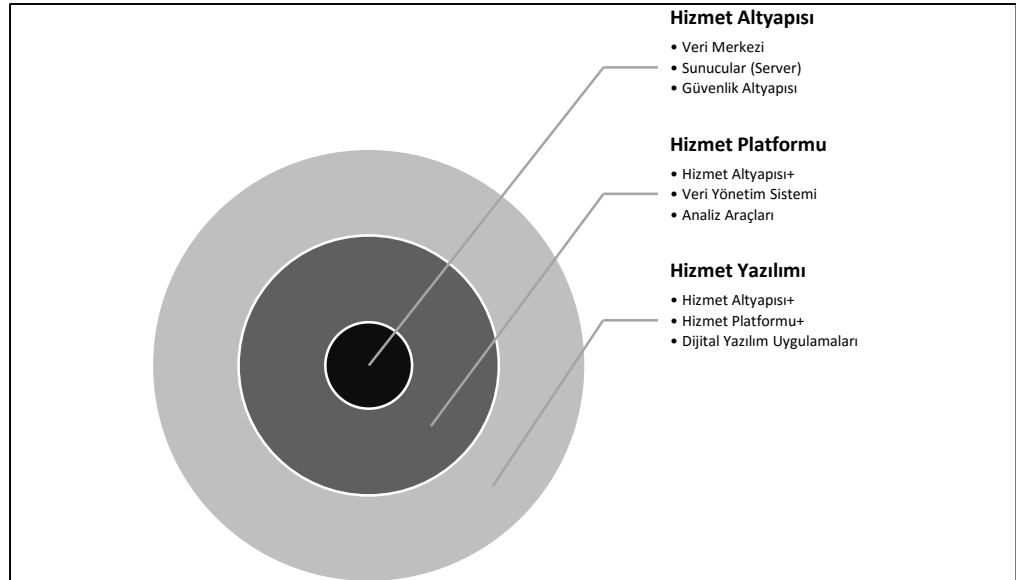 Hizmet Altyapısı
• Veri Merkezi
• Sunucular (Server)
• Güvenlik Altyapısı
Hizmet Platformu
• Hizmet Altyapısı+
• Veri Yönetim Sistemi
• Analiz Araçları
Hizmet Yazılımı
• Hizmet Altyapısı+
• Hizmet Platformu+
• Dijital Yazılım Uygulamaları